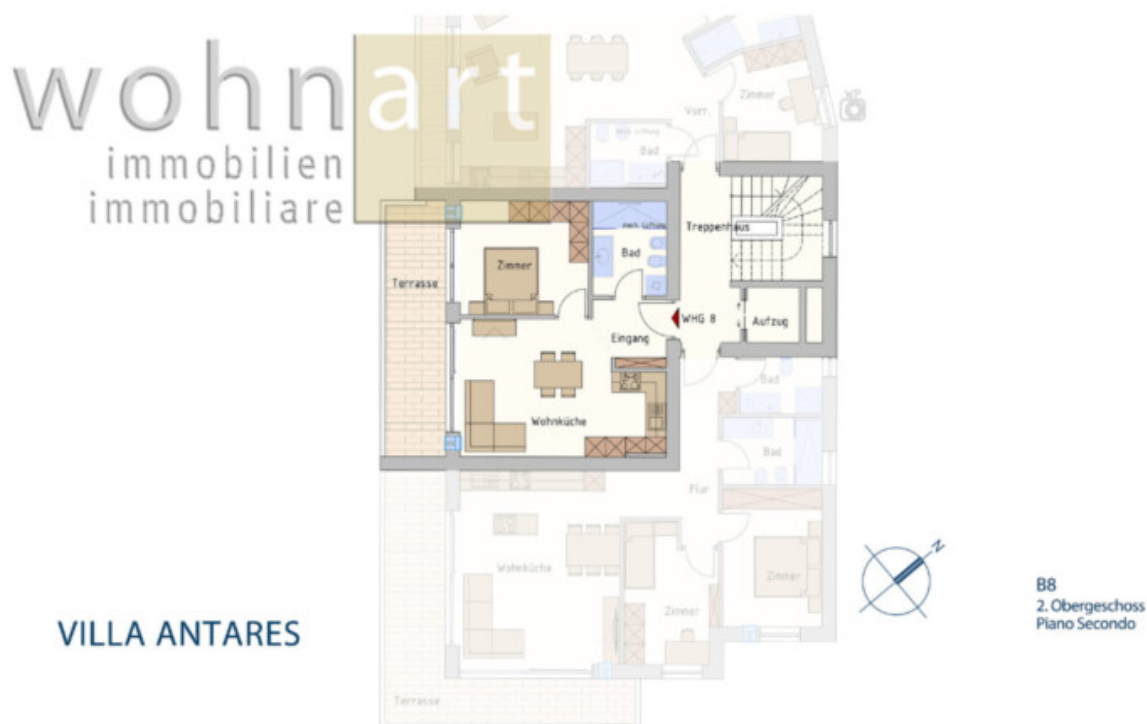 wohnart
immobilien
immobiliare
Zimmer
WP
Vorr.
Bad
Treppenhaus
Bad
Zimmer
Terrasse
WHG 8
Aufzug
Eingang
Bad
Wohnküche
Bad
Flur
Wohnküche
Zimmer
Zimmer
Terrasse
N
VILLA ANTARES
B8
2. Obergeschoss
Piano Secondo